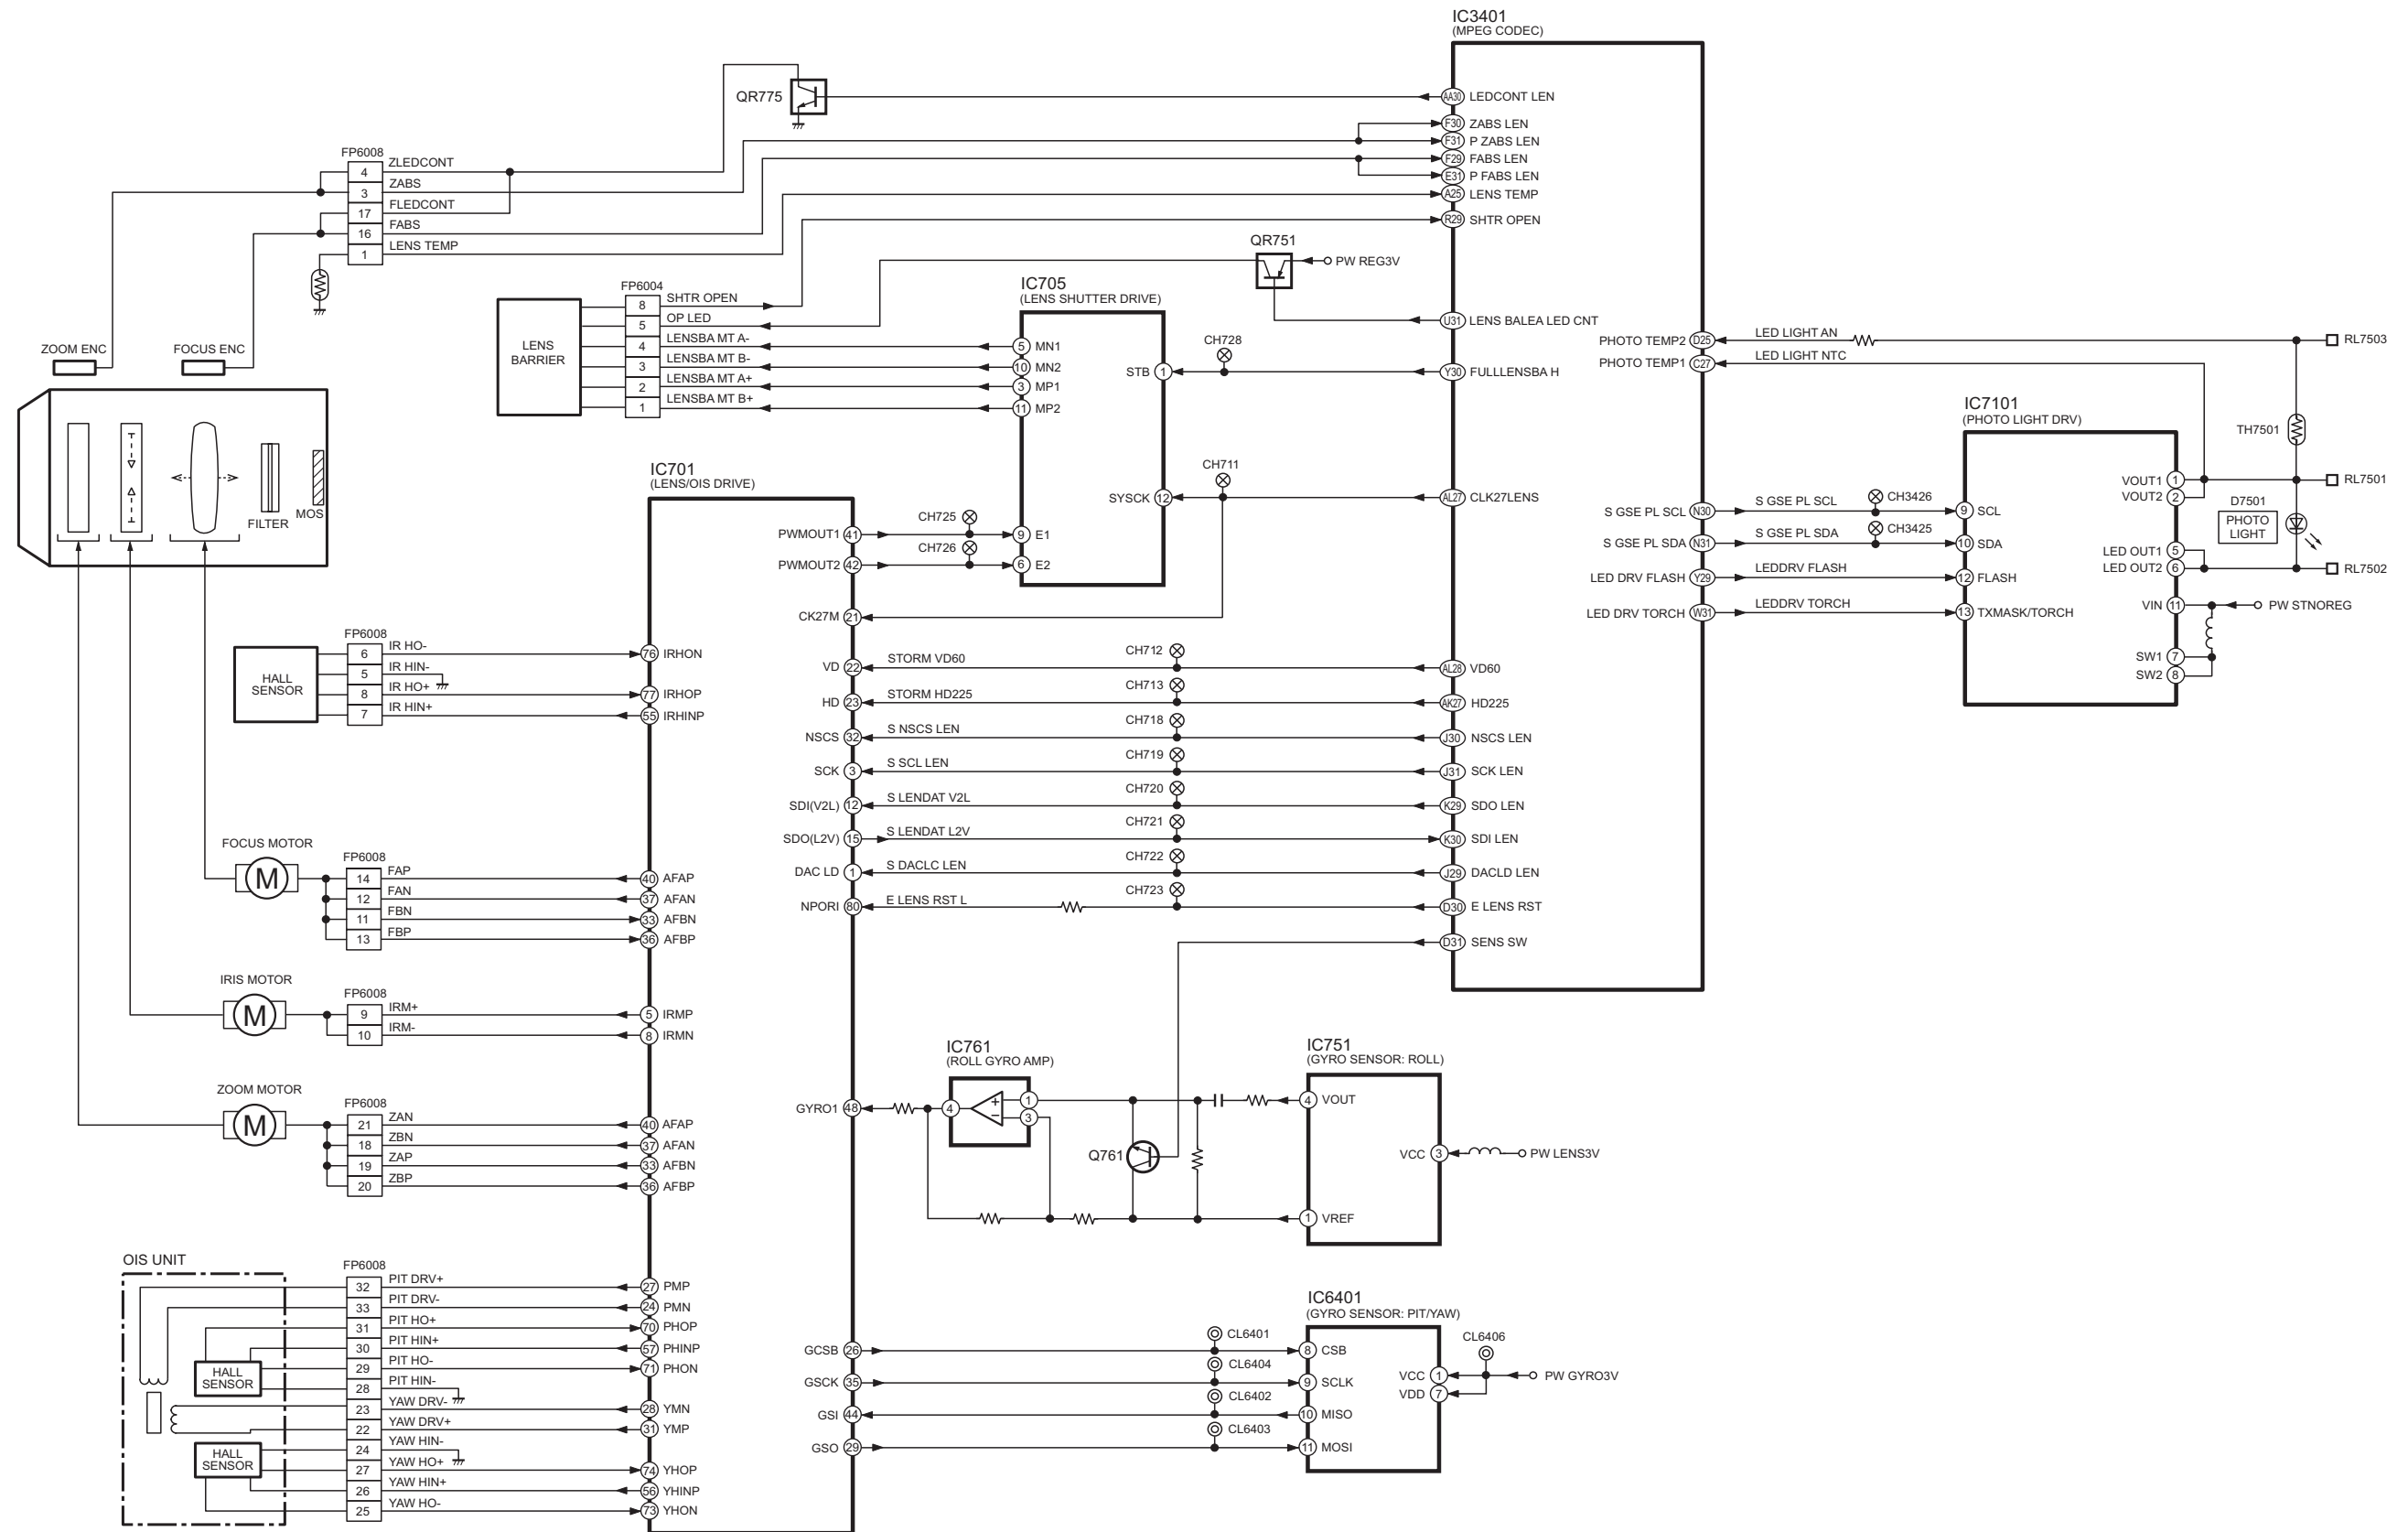 IC3401
(MPEG CODEC)
QR775
AA30 LEDCONT LEN
F30 ZABS LEN
F31 P ZABS LEN
F29 FABS LEN
E31 P FABS LEN
A25 LENS TEMP
R29 SHTR OPEN
FP6008
4 ZLEDCONT
3 ZABS
17 FLEDCONT
16 FABS
1 LENS TEMP
QR751
PW REG3V
FP6004
8 SHTR OPEN
5 OP LED
4 LENSBA MT A-
3 LENSBA MT B-
2 LENSBA MT A+
1 LENSBA MT B+
LENS
BARRIER
IC705
(LENS SHUTTER DRIVE)
5 MN1
10 MN2
3 MP1
11 MP2
STB 1
SYSCK 12
9 E1
6 E2
CH728
CH711
U31 LENS BALEA LED CNT
Y30 FULLLENSBA H
AL27 CLK27LENS
PHOTO TEMP2 D25 LED LIGHT AN
PHOTO TEMP1 C27 LED LIGHT NTC
RL7503
RL7501
RL7502
TH7501
D7501
PHOTO
LIGHT
IC7101
(PHOTO LIGHT DRV)
VOUT1 1
VOUT2 2
LED OUT1 5
LED OUT2 6
VIN 11
PW STNOREG
SW1 7
SW2 8
S GSE PL SCL N30 S GSE PL SCL CH3426 9 SCL
S GSE PL SDA N31 S GSE PL SDA CH3425 10 SDA
LED DRV FLASH Y29 LEDDRV FLASH 12 FLASH
LED DRV TORCH W31 LEDDRV TORCH 13 TXMASK/TORCH
ZOOM ENC
FOCUS ENC
FILTER
MOS
IC701
(LENS/OIS DRIVE)
PWMOUT1 41 CH725
PWMOUT2 42 CH726
CK27M 21
VD 22 STORM VD60 CH712 AL28 VD60
HD 23 STORM HD225 CH713 AK27 HD225
NSCS 32 S NSCS LEN CH718 J30 NSCS LEN
SCK 3 S SCL LEN CH719 J31 SCK LEN
SDI(V2L) 12 S LENDAT V2L CH720 K29 SDO LEN
SDO(L2V) 15 S LENDAT L2V CH721 K30 SDI LEN
DAC LD 1 S DACLC LEN CH722 J29 DACLD LEN
NPORI 80 E LENS RST L CH723 D30 E LENS RST
D31 SENS SW
HALL
SENSOR
FP6008
6 IR HO- 76 IRHON
5 IR HIN-
8 IR HO+ 77 IRHOP
7 IR HIN+ 55 IRHINP
FOCUS MOTOR
M
FP6008
14 FAP 40 AFAP
12 FAN 37 AFAN
11 FBN 33 AFBN
13 FBP 36 AFBP
IRIS MOTOR
M
FP6008
9 IRM+ 5 IRMP
10 IRM- 8 IRMN
ZOOM MOTOR
M
FP6008
21 ZAN 40 AFAP
18 ZBN 37 AFAN
19 ZAP 33 AFBN
20 ZBP 36 AFBP
GYRO1 48
IC761
(ROLL GYRO AMP)
4 + - 1 3
Q761
IC751
(GYRO SENSOR: ROLL)
4 VOUT
VCC 3 PW LENS3V
1 VREF
OIS UNIT
HALL
SENSOR
HALL
SENSOR
FP6008
32 PIT DRV+ 27 PMP
33 PIT DRV- 24 PMN
31 PIT HO+ 70 PHOP
30 PIT HIN+ 57 PHINP
29 PIT HO- 71 PHON
28 PIT HIN-
23 YAW DRV- 28 YMN
22 YAW DRV+ 31 YMP
24 YAW HIN-
27 YAW HO+ 74 YHOP
26 YAW HIN+ 56 YHINP
25 YAW HO- 73 YHON
IC6401
(GYRO SENSOR: PIT/YAW)
GCSB 26 CL6401 8 CSB
GSCK 35 CL6404 9 SCLK
GSI 44 CL6402 10 MISO
GSO 29 CL6403 11 MOSI
CL6406
VCC 1 PW GYRO3V
VDD 7